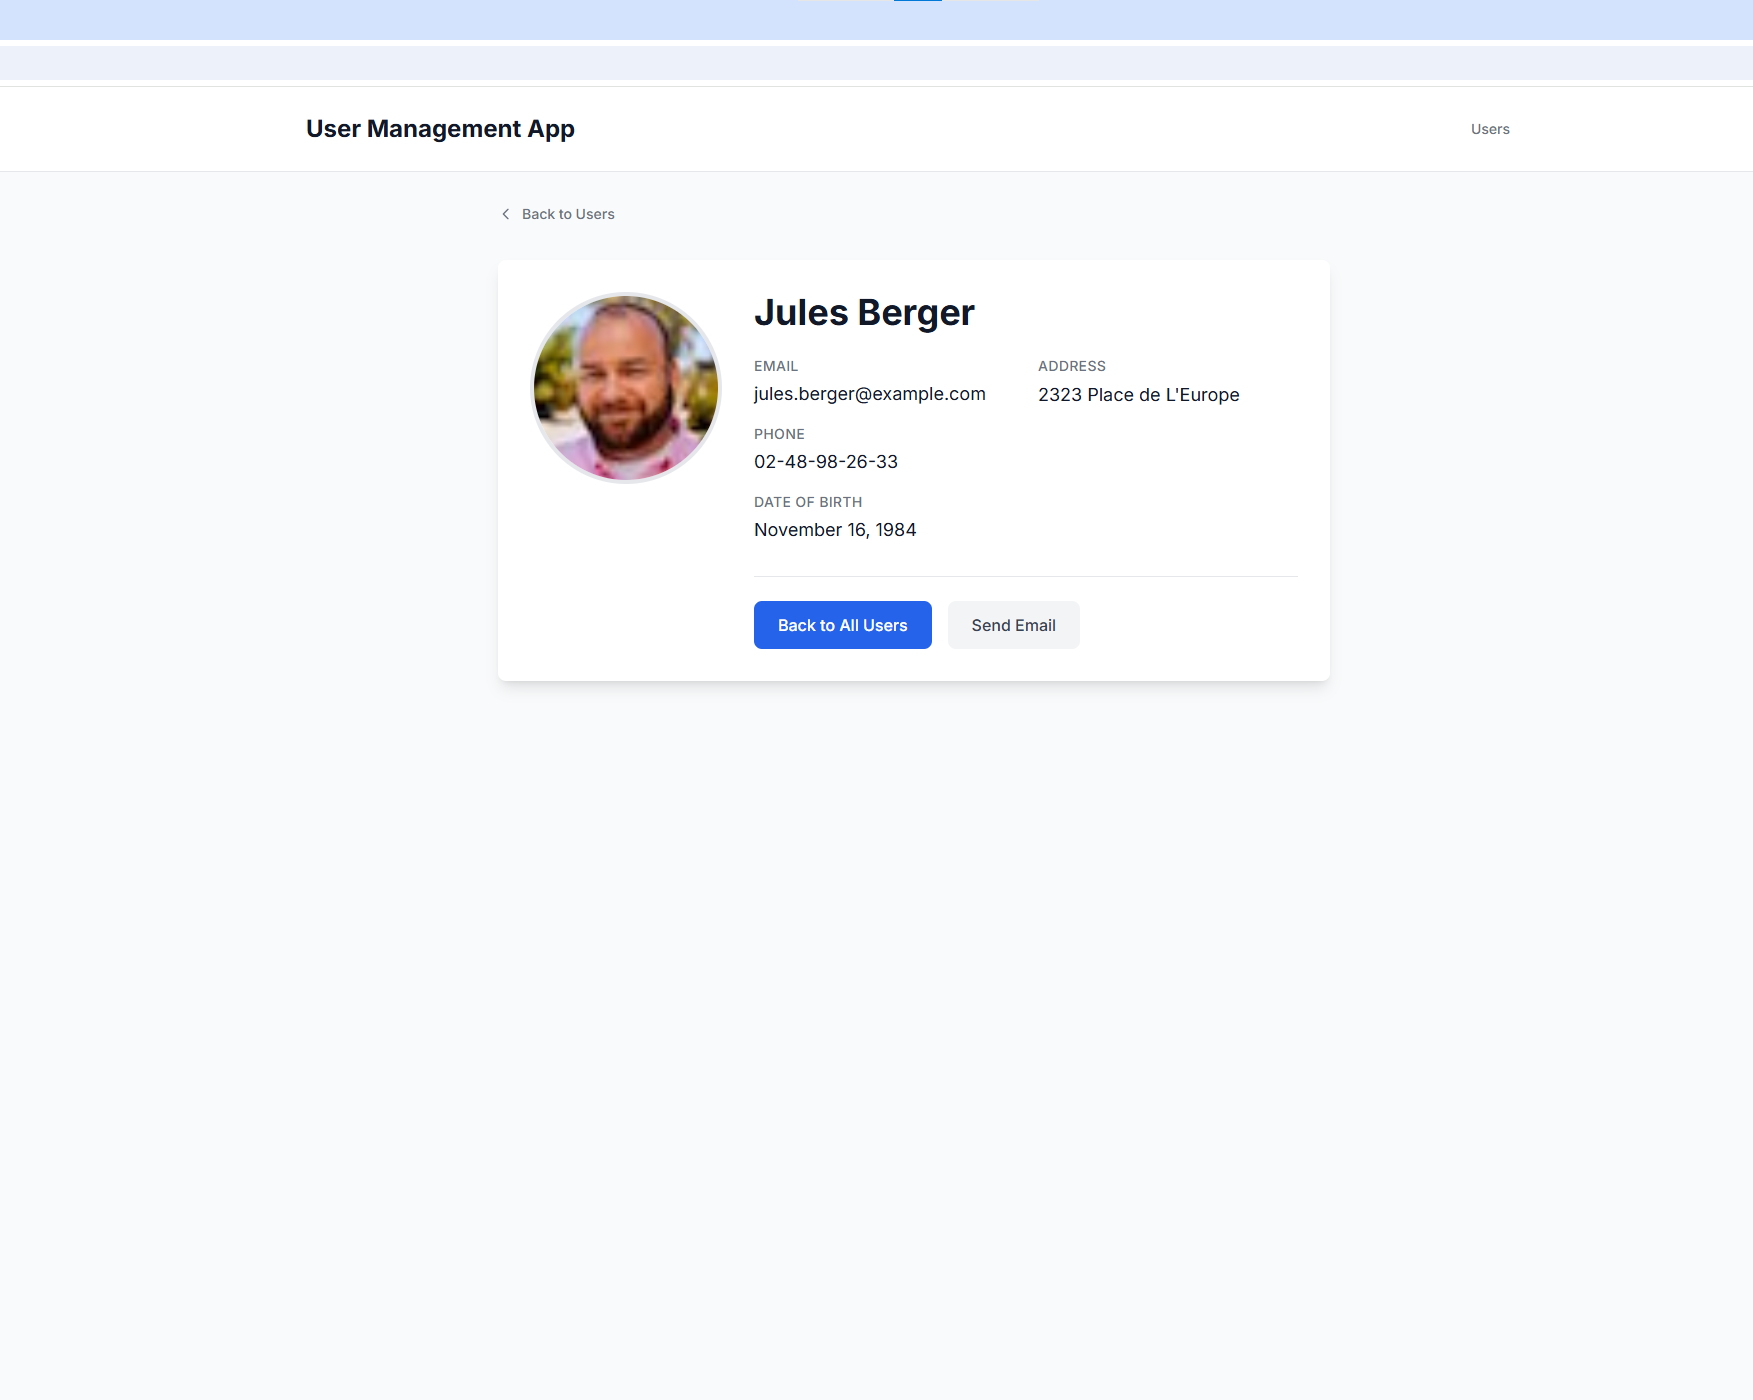 User Management App
Users
Back to Users
Jules Berger
EMAIL
jules.berger@example.com
PHONE
02-48-98-26-33
DATE OF BIRTH
November 16, 1984
ADDRESS
2323 Place de L'Europe
Back to All Users
Send Email